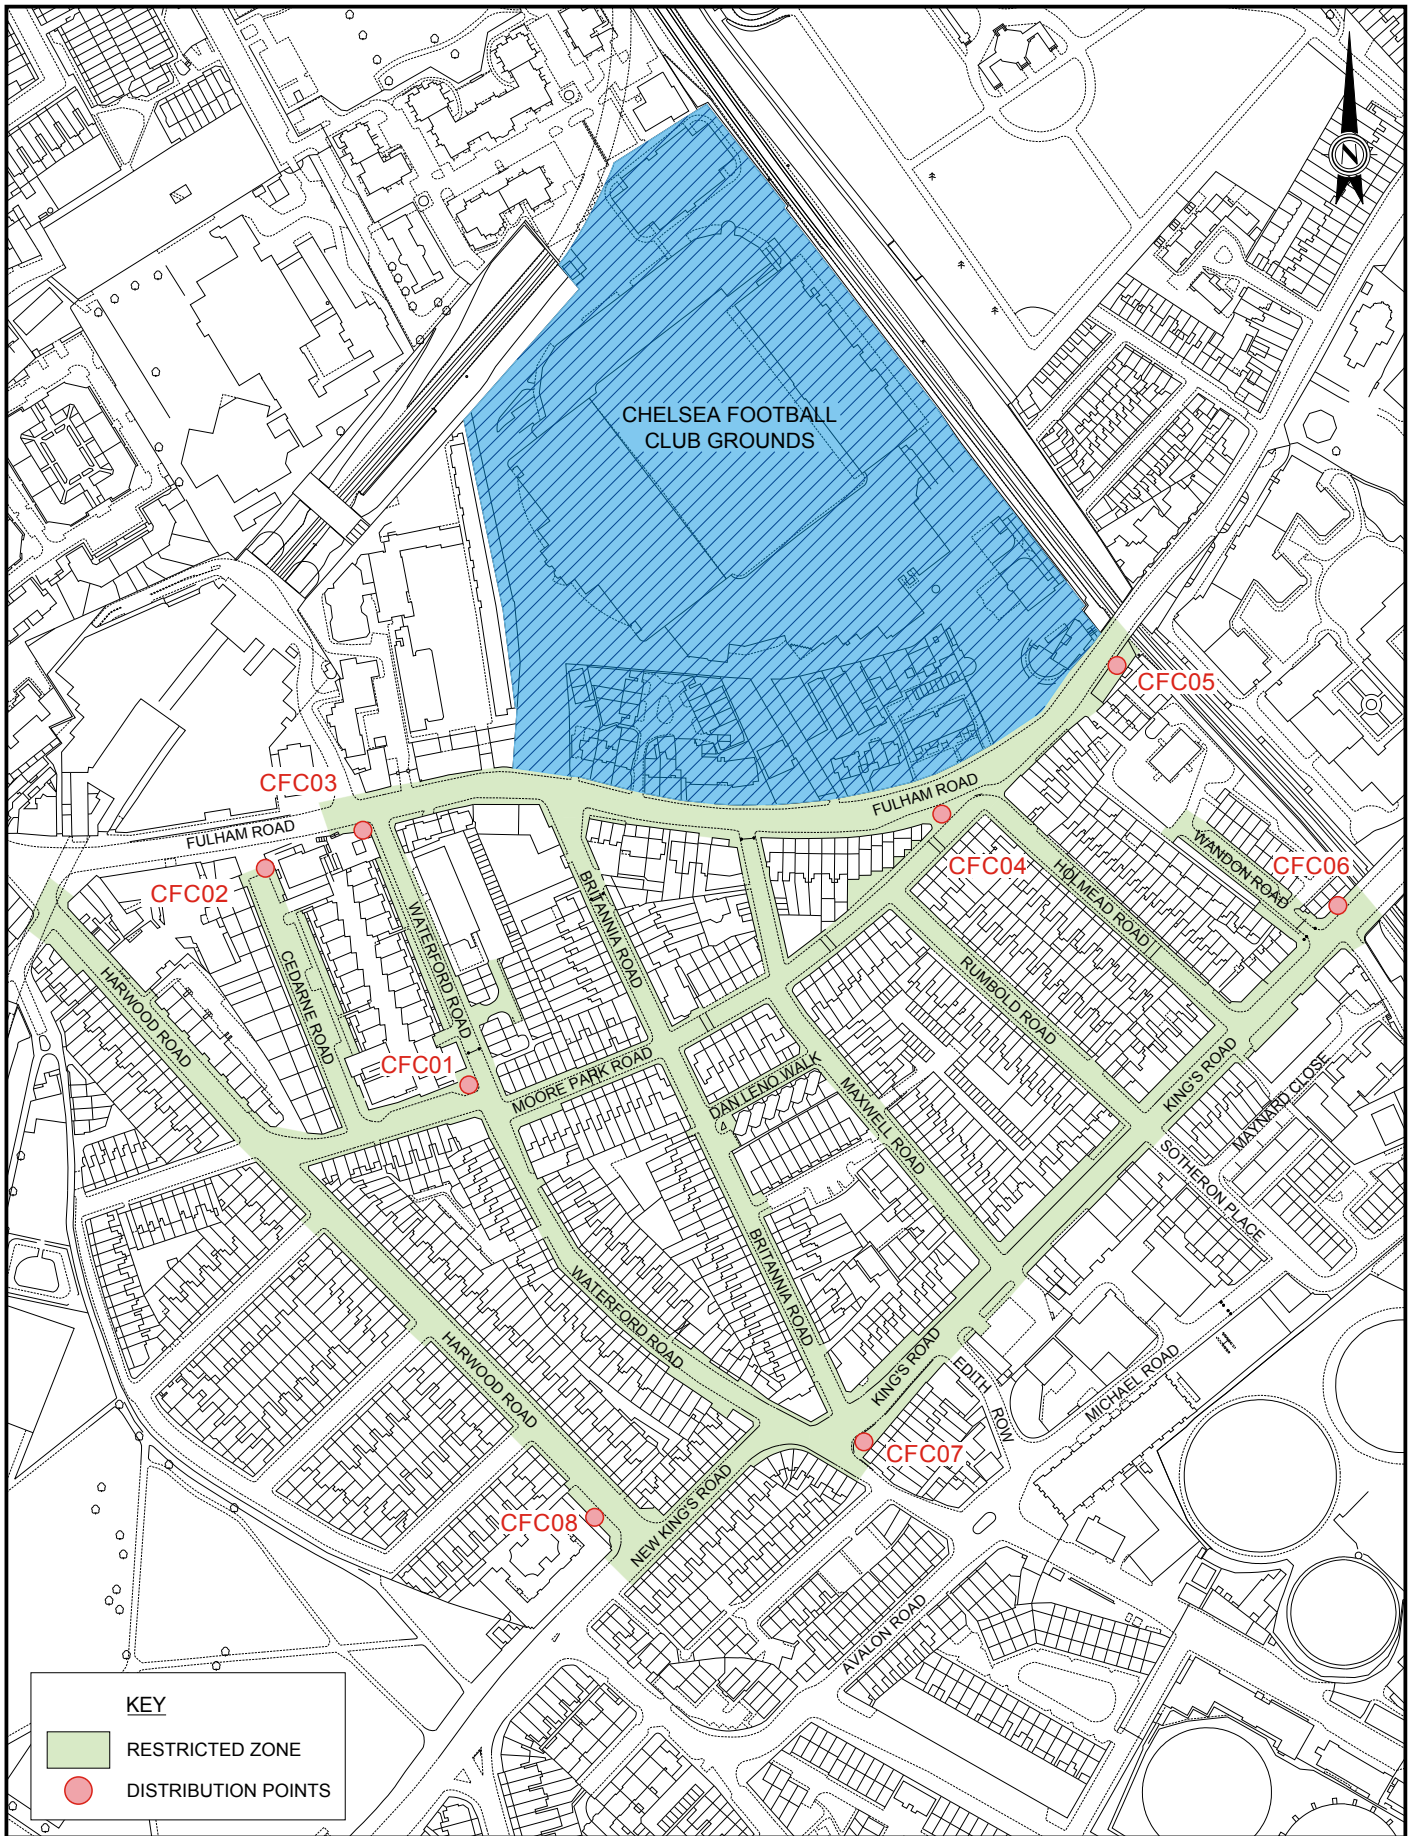 N
CHELSEA FOOTBALL
CLUB GROUNDS
CFC05
CFC03
FULHAM ROAD
FULHAM ROAD
CFC02
CFC04
WANDON ROAD
CFC06
HOLMEAD ROAD
BRITANNIA ROAD
WATERFORD ROAD
CEDARNE ROAD
HARWOOD ROAD
RUMBOLD ROAD
CFC01
MOORE PARK ROAD
DAN LENO WALK
MAXWELL ROAD
KING'S ROAD
MAYNARD CLOSE
SOTHERON PLACE
BRITANNIA ROAD
WATERFORD ROAD
HARWOOD ROAD
KING'S ROAD
EDITH
ROW
MICHAEL ROAD
CFC07
CFC08
NEW KING'S ROAD
AVALON ROAD
KEY
RESTRICTED ZONE
DISTRIBUTION POINTS